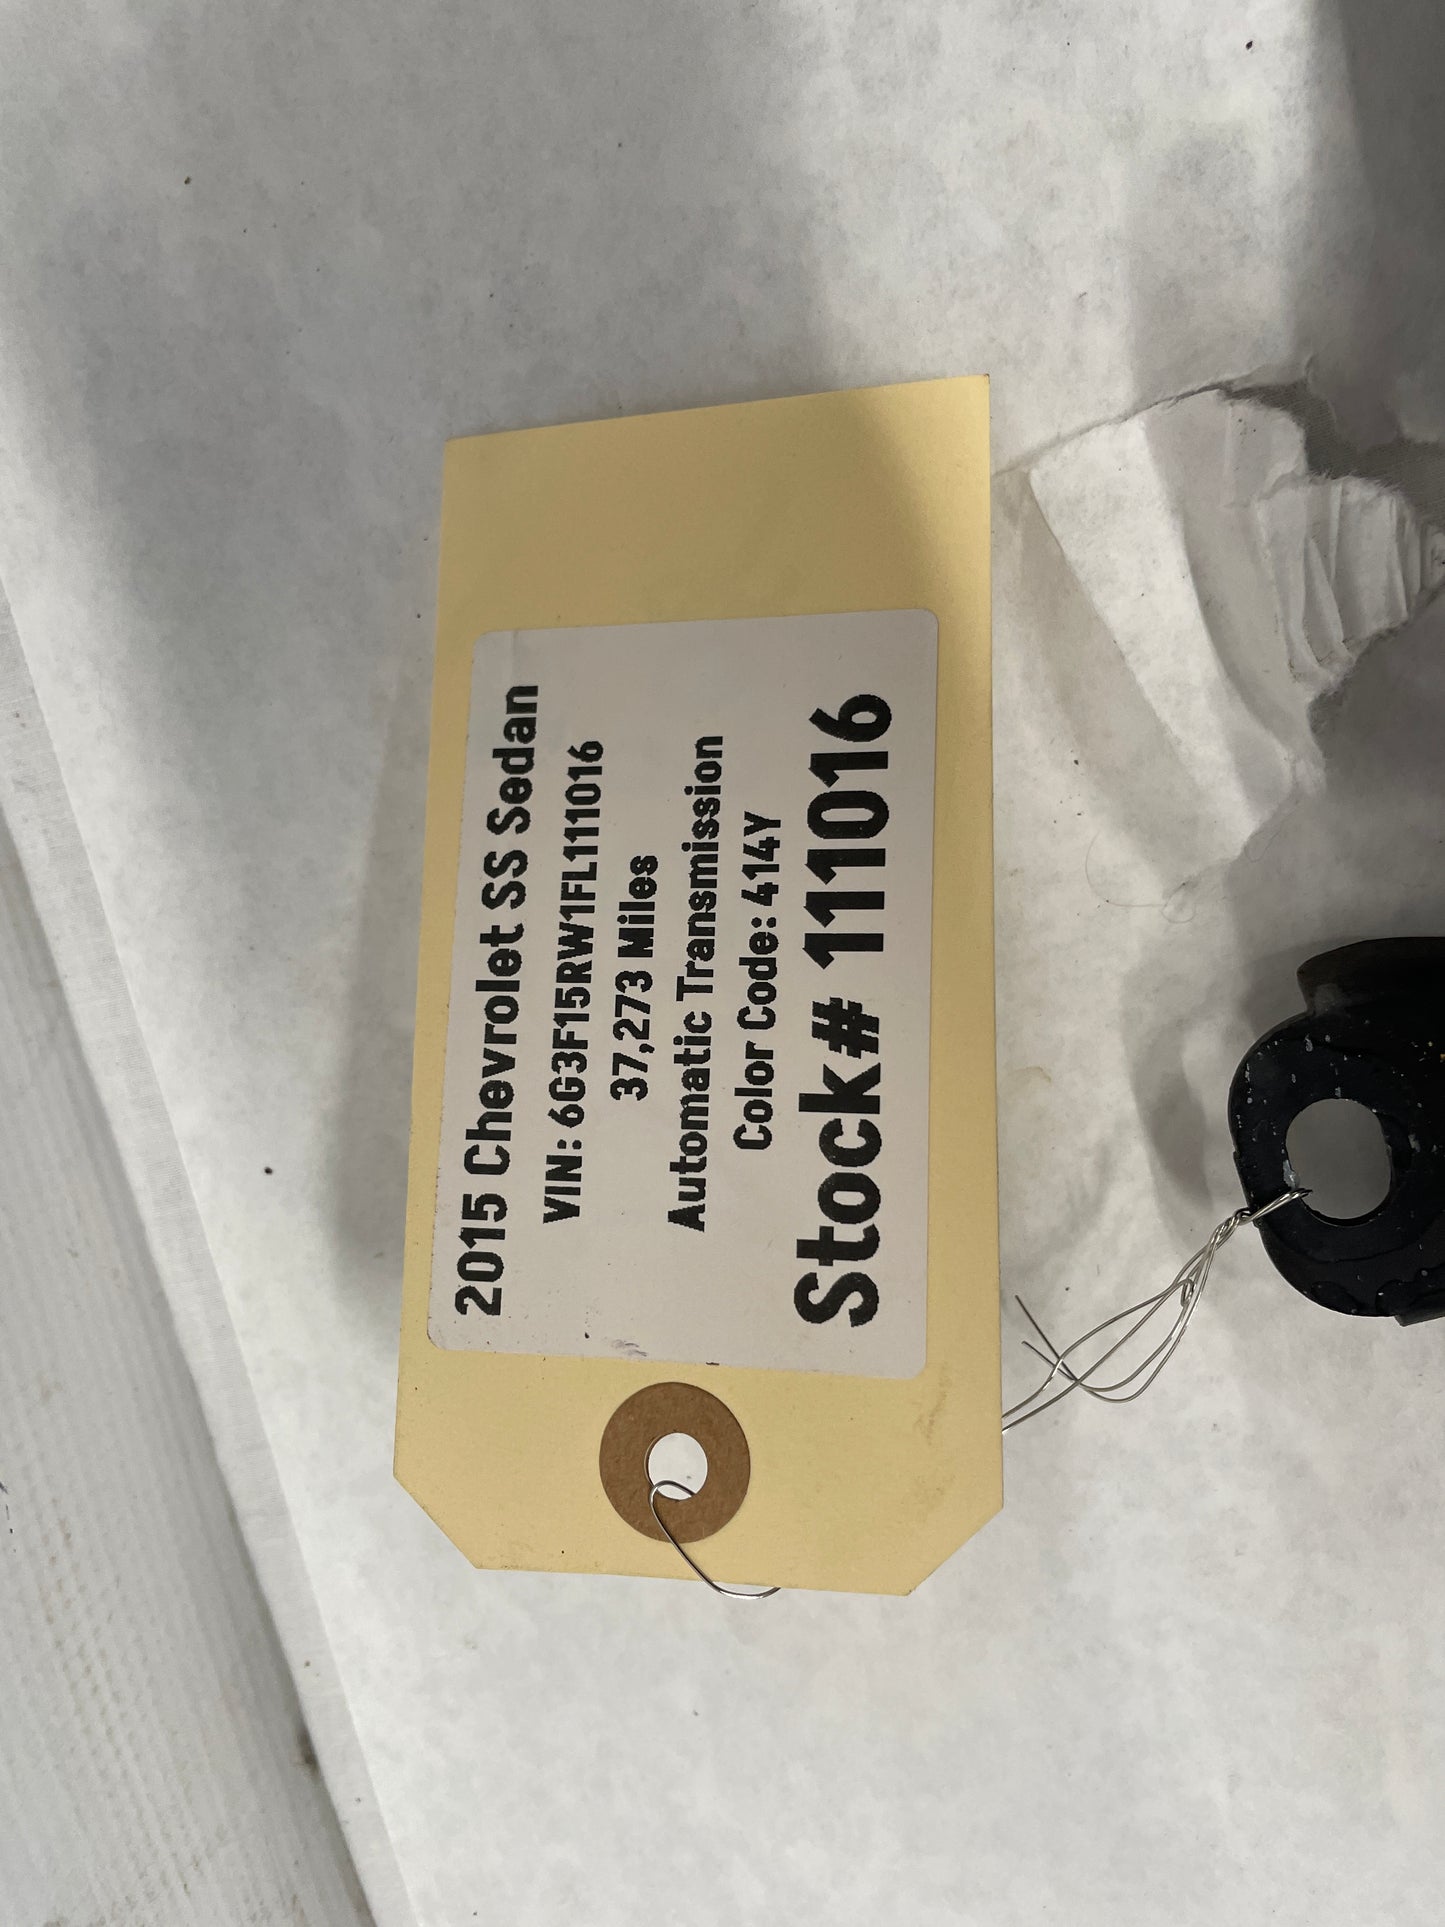 2015 Chevrolet SS Sedan
VIN: 6G3F15RW1FL111016
37,273 Miles
Automatic Transmission
Color Code: 414Y
Stock# 111016